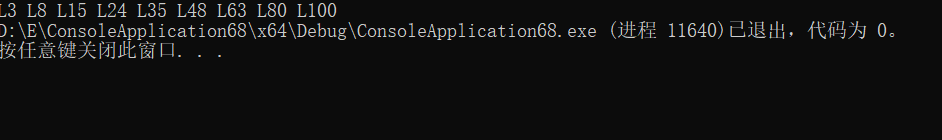 L3 L8 L15 L24 L35 L48 L63 L80 L100
D:\E\ConsoleApplication68\x64\Debug\ConsoleApplication68.exe (进程 11640)已退出，代码为 0。
按任意键关闭此窗口. . .